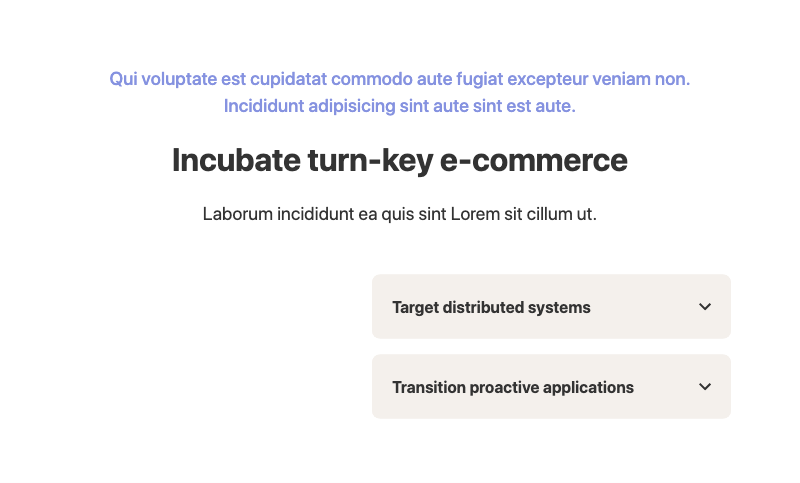 Qui voluptate est cupidatat commodo aute fugiat excepteur veniam non.
Incididunt adipisicing sint aute sint est aute.
Incubate turn-key e-commerce
Laborum incididunt ea quis sint Lorem sit cillum ut.
Target distributed systems
Transition proactive applications